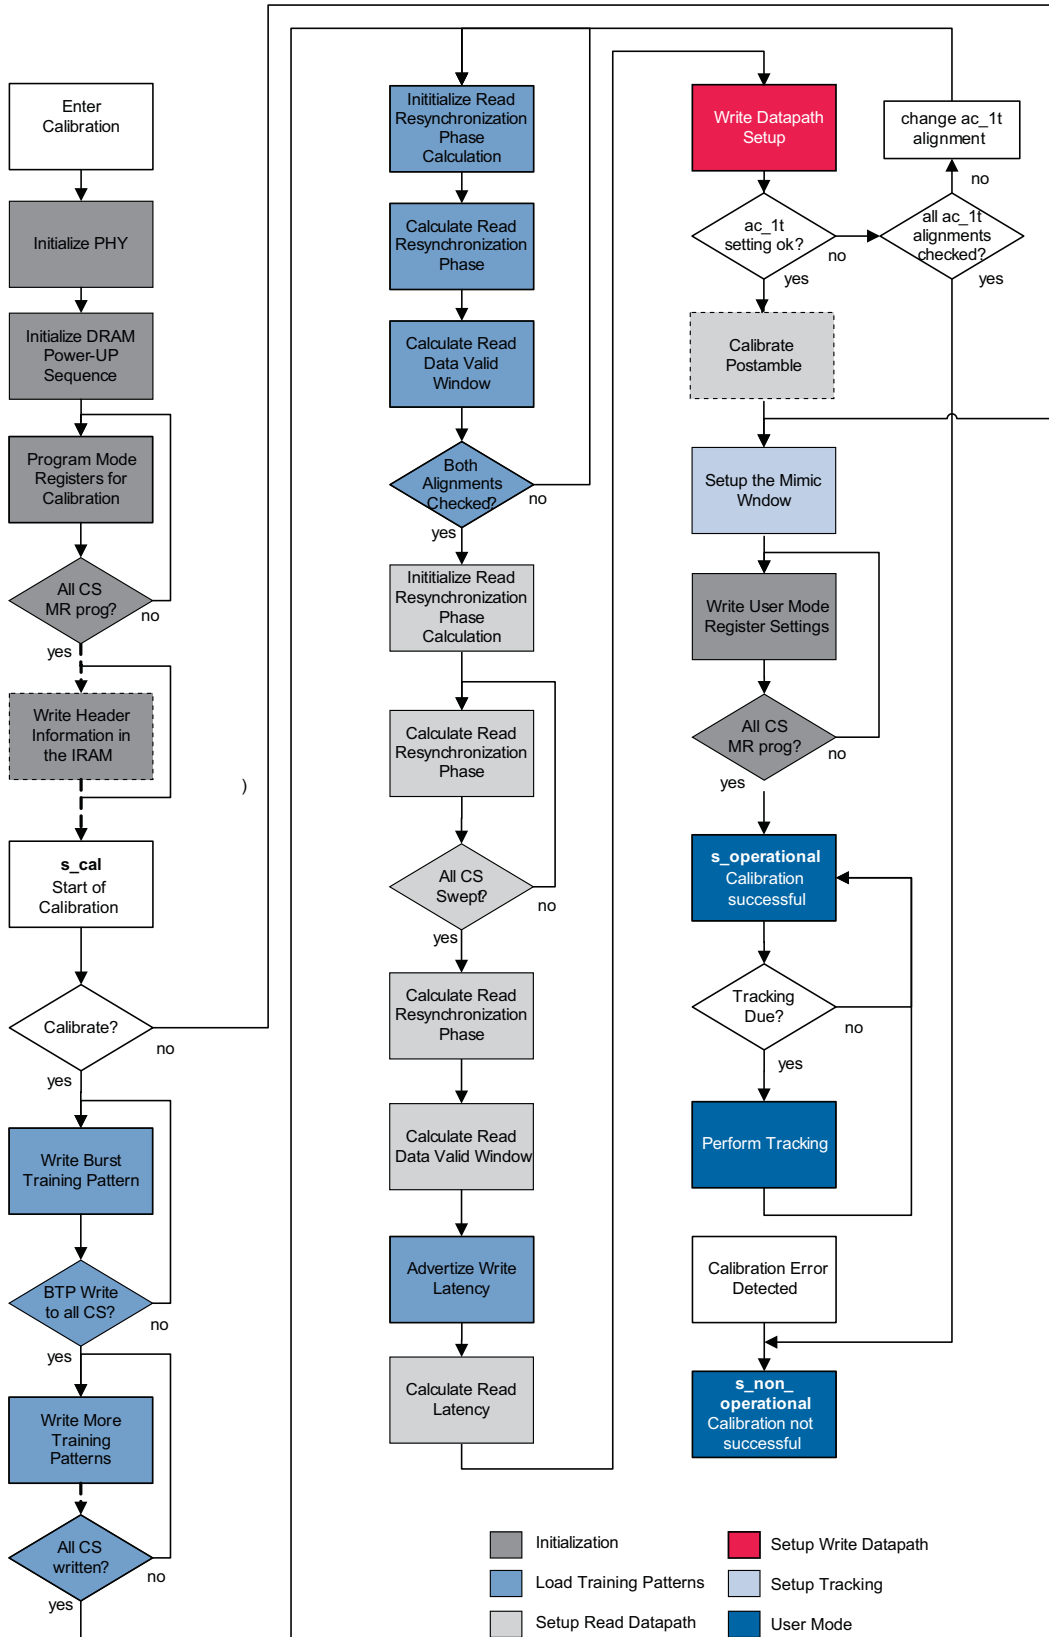 Enter
Calibration
Initialize PHY
Initialize DRAM
Power-UP
Sequence
Program Mode
Registers for
Calibration
All CS
MR prog?
no
yes
Write Header
Information in
the IRAM
)
s_cal
Start of
Calibration
Calibrate?
no
yes
Write Burst
Training Pattern
BTP Write
to all CS?
no
yes
Write More
Training
Patterns
All CS
written?
no
yes
Inititialize Read
Resynchronization
Phase
Calculation
Calculate Read
Resynchronization
Phase
Calculate Read
Data Valid
Window
Both
Alignments
Checked?
no
yes
Inititialize Read
Resynchronization
Phase
Calculation
Calculate Read
Resynchronization
Phase
All CS
Swept?
no
yes
Calculate Read
Resynchronization
Phase
Calculate Read
Data Valid Window
Advertize Write
Latency
Calculate Read
Latency
Write Datapath
Setup
ac_1t
setting ok?
no
yes
change ac_1t
alignment
no
all ac_1t
alignments
checked?
yes
Calibrate
Postamble
Setup the Mimic
Wndow
Write User Mode
Register Settings
All CS
MR prog?
no
yes
s_operational
Calibration
successful
Tracking
Due?
no
yes
Perform Tracking
Calibration Error
Detected
s_non_
operational
Calibration not
successful
Initialization
Load Training Patterns
Setup Read Datapath
Setup Write Datapath
Setup Tracking
User Mode